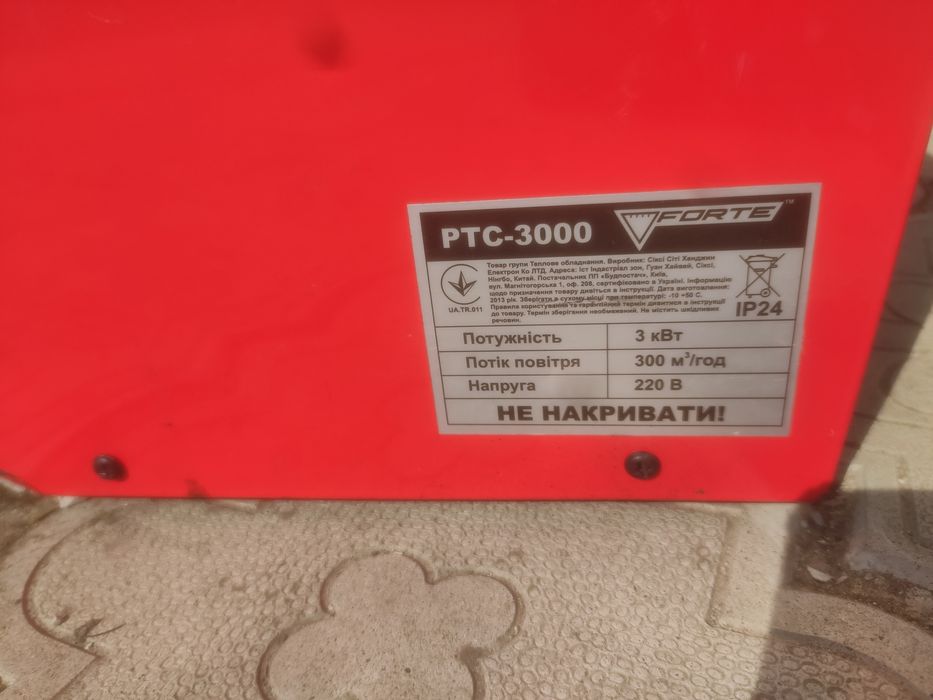 PTC-3000
FORTE™
Товар групи Теплове обладнання. Виробник: Сіксі Сіті Ханджин
Електрон Ко ЛТД. Адреса: Іст Індастріал зон, Гуан Хайвей, Сіксі,
Нінгбо, Китай. Постачальник ПП «Будпостач», Київ,
вул. Магнітогорська 1, оф. 208, сертифіковано в Україні. Інформацію
щодо призначення товару дивіться в інструкції. Дата виготовлення:
2013 рік. Зберігати в сухому місці при температурі: -10 +50 С.
Правила користування та гарантійний термін дивитися в інструкції
до товару. Термін зберігання необмежений. Не містить шкідливих
речовин.
UA.TR.011
IP24
Потужність 3 кВт
Потік повітря 300 м³/год
Напруга 220 В
НЕ НАКРИВАТИ!